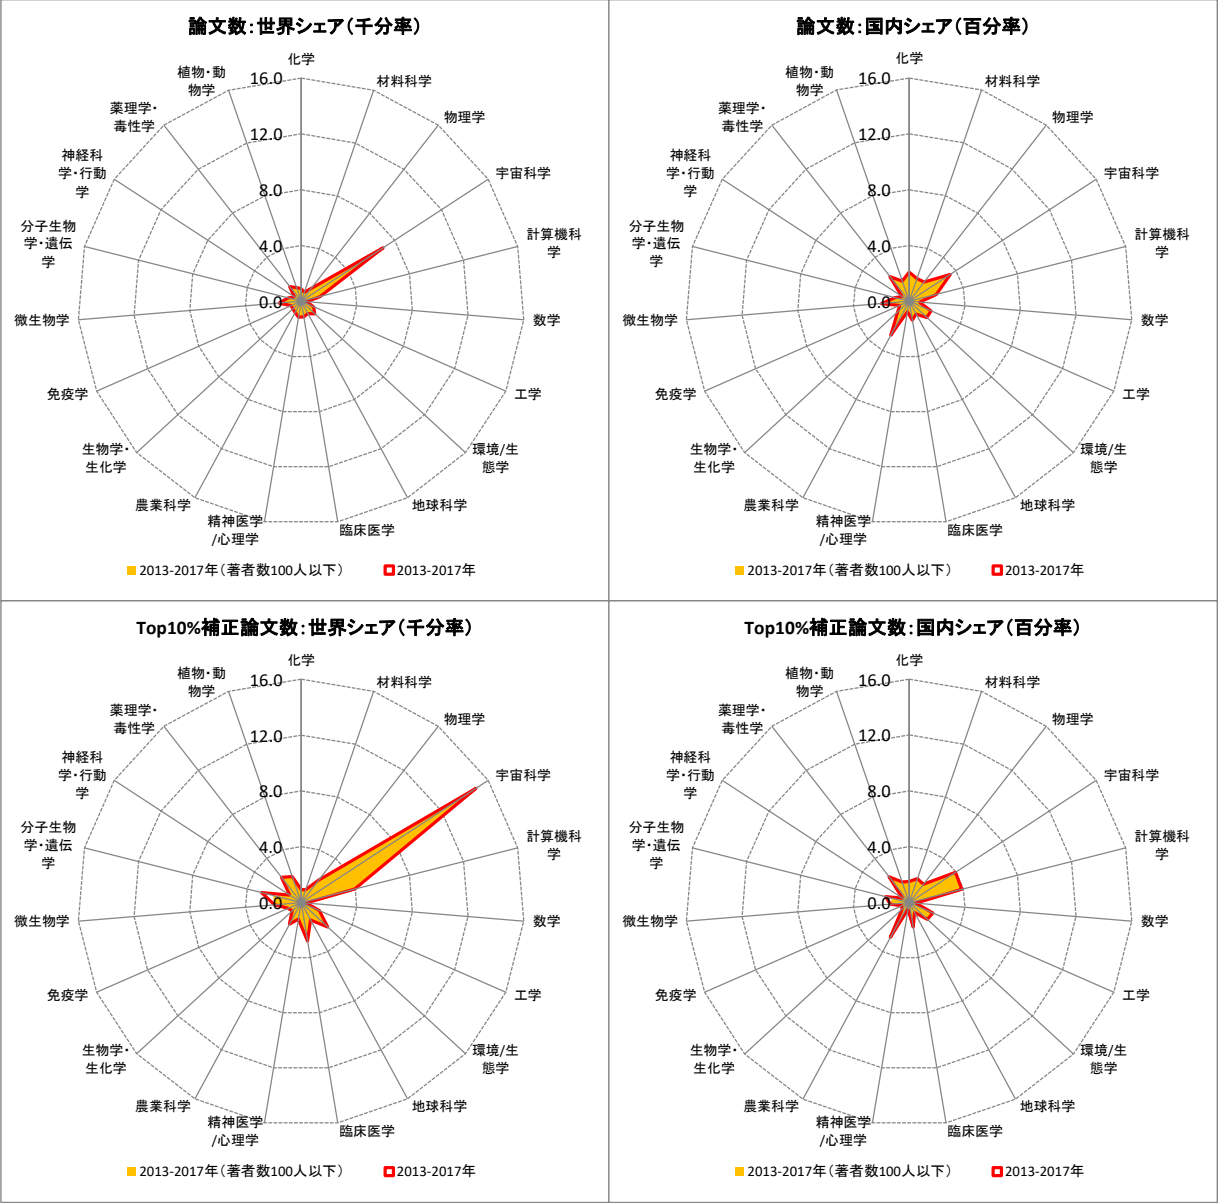 論文数：世界シェア（千分率）
化学
材料科学
物理学
宇宙科学
計算機科
学
数学
工学
環境/生
態学
地球科学
臨床医学
精神医学
/心理学
農業科学
生物学・
生化学
免疫学
微生物学
分子生物
学・遺伝
学
神経科
学・行動
学
薬理学・
毒性学
植物・動
物学
16.0
12.0
8.0
4.0
0.0
2013-2017年（著者数100人以下）
2013-2017年
論文数：国内シェア（百分率）
化学
材料科学
物理学
宇宙科学
計算機科
学
数学
工学
環境/生
態学
地球科学
臨床医学
精神医学
/心理学
農業科学
生物学・
生化学
免疫学
微生物学
分子生物
学・遺伝
学
神経科
学・行動
学
薬理学・
毒性学
植物・動
物学
16.0
12.0
8.0
4.0
0.0
2013-2017年（著者数100人以下）
2013-2017年
Top10%補正論文数：世界シェア（千分率）
化学
材料科学
物理学
宇宙科学
計算機科
学
数学
工学
環境/生
態学
地球科学
臨床医学
精神医学
/心理学
農業科学
生物学・
生化学
免疫学
微生物学
分子生物
学・遺伝
学
神経科
学・行動
学
薬理学・
毒性学
植物・動
物学
16.0
12.0
8.0
4.0
0.0
2013-2017年（著者数100人以下）
2013-2017年
Top10%補正論文数：国内シェア（百分率）
化学
材料科学
物理学
宇宙科学
計算機科
学
数学
工学
環境/生
態学
地球科学
臨床医学
精神医学
/心理学
農業科学
生物学・
生化学
免疫学
微生物学
分子生物
学・遺伝
学
神経科
学・行動
学
薬理学・
毒性学
植物・動
物学
16.0
12.0
8.0
4.0
0.0
2013-2017年（著者数100人以下）
2013-2017年